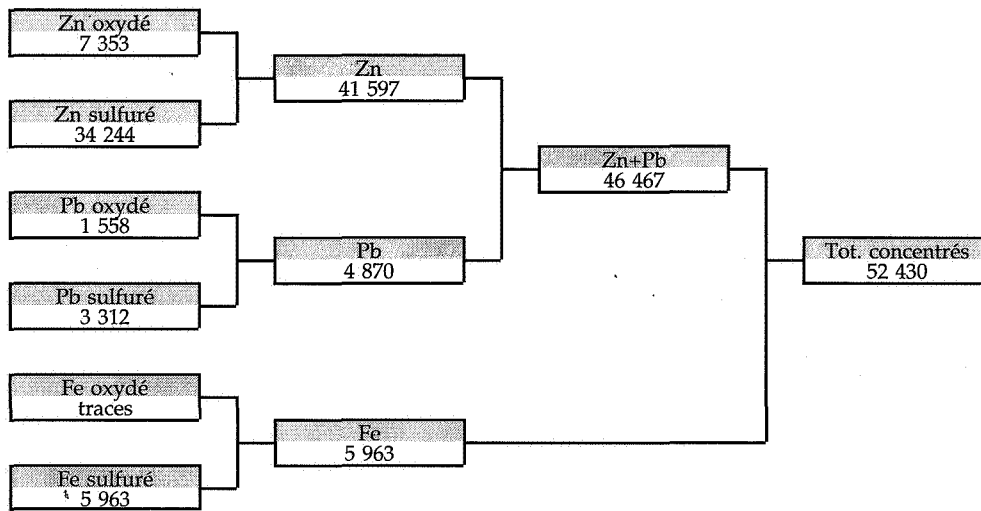 Zn oxydé
7 353
Zn sulfuré
34 244
Zn
41 597
Pb oxydé
1 558
Pb sulfuré
3 312
Pb
4 870
Zn+Pb
46 467
Fe oxydé
traces
Fe sulfuré
5 963
Fe
5 963
Tot. concentrés
52 430